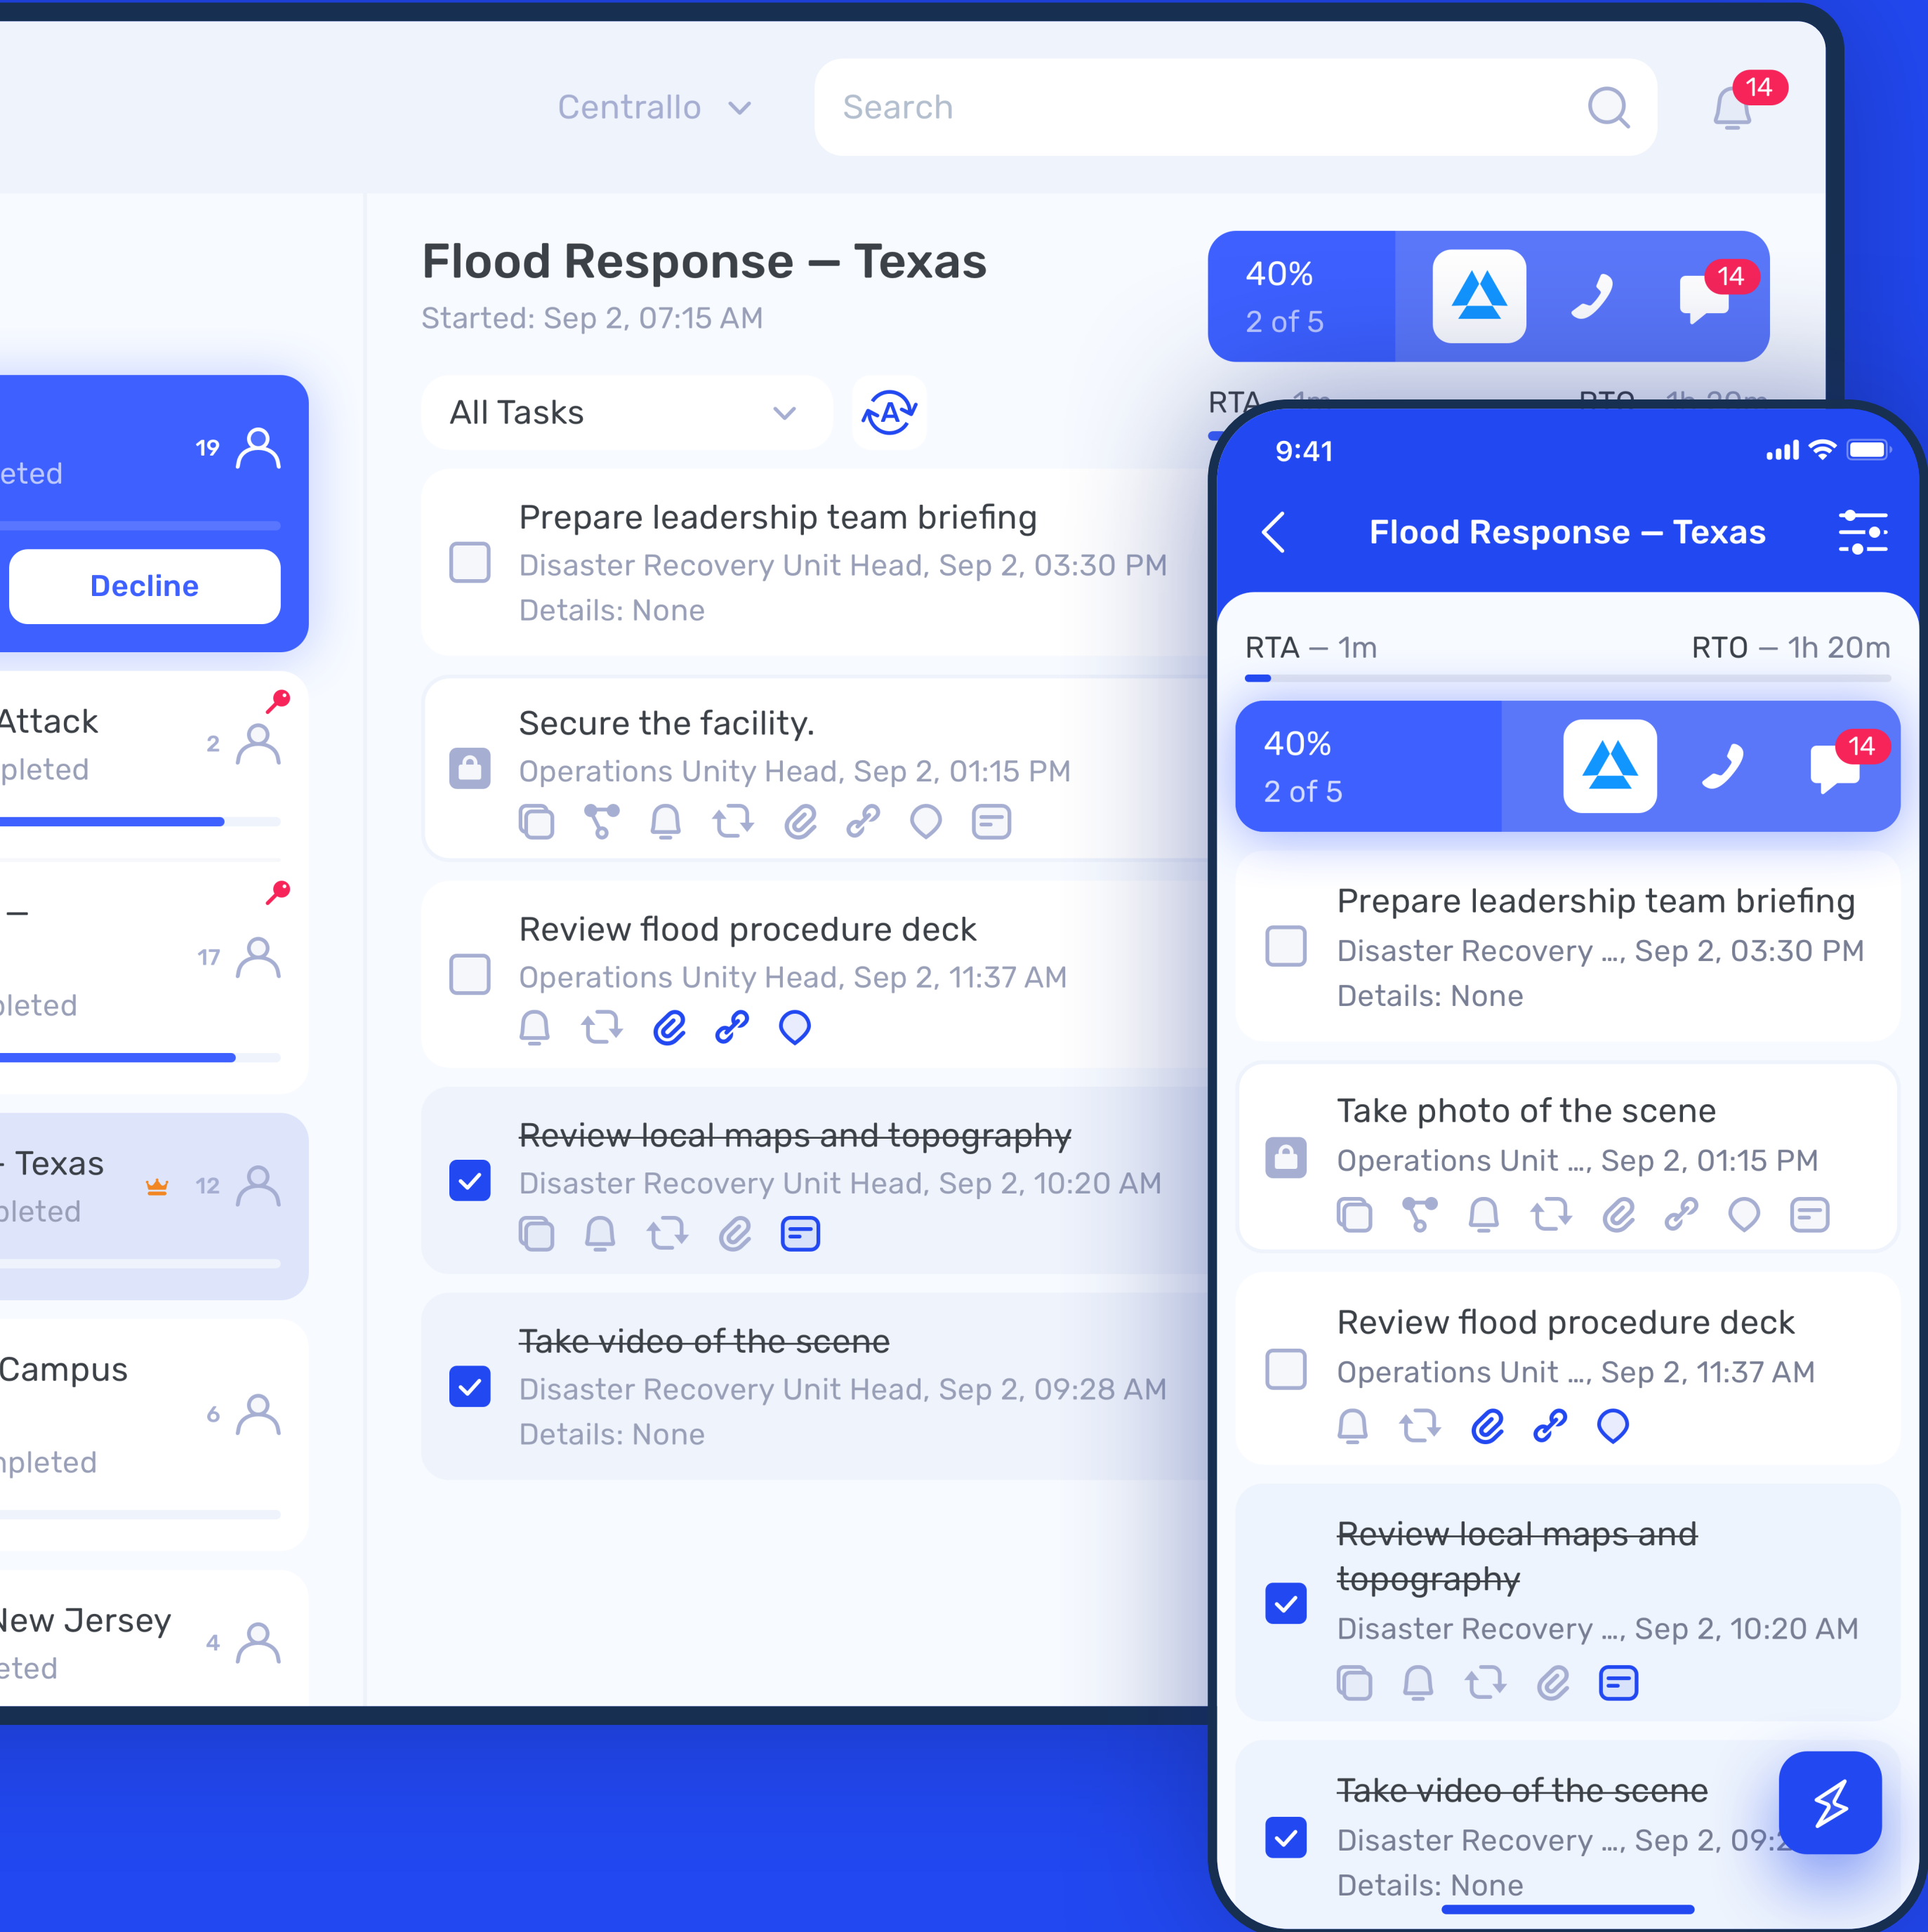 Centrallo
Search
14
19
Decline
Attack
2
—
17
Texas
12
Campus
6
New Jersey
4
Flood Response — Texas
Started: Sep 2, 07:15 AM
40%
2 of 5
14
All Tasks
A
RTA — 1m
RTO — 1h 20m
Prepare leadership team briefing
Disaster Recovery Unit Head, Sep 2, 03:30 PM
Details: None
Secure the facility.
Operations Unity Head, Sep 2, 01:15 PM
Review flood procedure deck
Operations Unity Head, Sep 2, 11:37 AM
Review local maps and topography
Disaster Recovery Unit Head, Sep 2, 10:20 AM
Take video of the scene
Disaster Recovery Unit Head, Sep 2, 09:28 AM
Details: None
9:41
Flood Response — Texas
RTA — 1m
RTO — 1h 20m
40%
2 of 5
14
Prepare leadership team briefing
Disaster Recovery ..., Sep 2, 03:30 PM
Details: None
Take photo of the scene
Operations Unit ..., Sep 2, 01:15 PM
Review flood procedure deck
Operations Unit ..., Sep 2, 11:37 AM
Review local maps and
topography
Disaster Recovery ..., Sep 2, 10:20 AM
Take video of the scene
Disaster Recovery ..., Sep 2, 09:2
Details: None